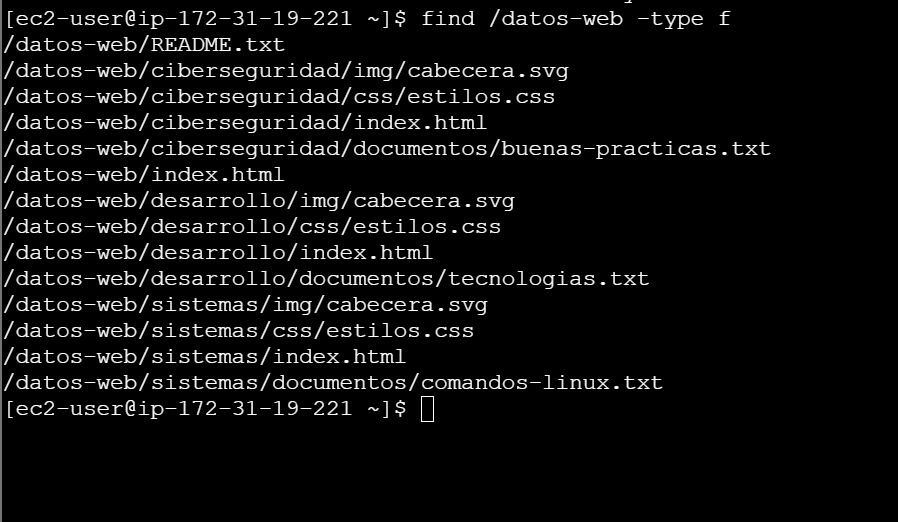 [ec2-user@ip-172-31-19-221 ~]$ find /datos-web -type f
/datos-web/README.txt
/datos-web/ciberseguridad/img/cabecera.svg
/datos-web/ciberseguridad/css/estilos.css
/datos-web/ciberseguridad/index.html
/datos-web/ciberseguridad/documentos/buenas-practicas.txt
/datos-web/index.html
/datos-web/desarrollo/img/cabecera.svg
/datos-web/desarrollo/css/estilos.css
/datos-web/desarrollo/index.html
/datos-web/desarrollo/documentos/tecnologias.txt
/datos-web/sistemas/img/cabecera.svg
/datos-web/sistemas/css/estilos.css
/datos-web/sistemas/index.html
/datos-web/sistemas/documentos/comandos-linux.txt
[ec2-user@ip-172-31-19-221 ~]$